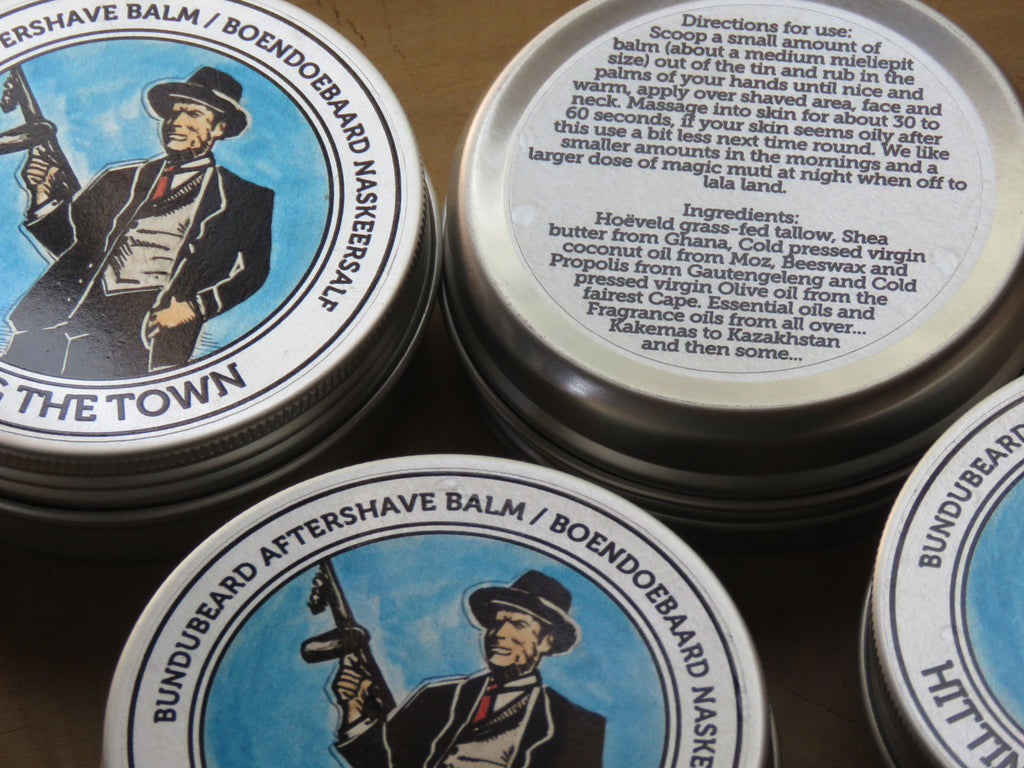 AFTERSHAVE BALM / BOENDOEBAARD NASKEERSALF
THE TOWN
Directions for use:
Scoop a small amount of
balm (about a medium mieliepit
size) out of the tin and rub in the
palms of your hands until nice and
warm, apply over shaved area, face and
neck. Massage into skin for about 30 to
60 seconds, if your skin seems oily after
this use a bit less next time round. We like
smaller amounts in the mornings and a
larger dose of magic muti at night when off to
lala land.
Ingredients:
Hoëveld grass-fed tallow, Shea
butter from Ghana, Cold pressed virgin
coconut oil from Moz, Beeswax and
Propolis from Gautengeleng and Cold
pressed virgin Olive oil from the
fairest Cape. Essential oils and
Fragrance oils from all over...
Kakemas to Kazakhstan
and then some...
BUNDUBEARD AFTERSHAVE BALM / BOENDOEBAARD NASKE
BUNDUBEARD
HITTIN